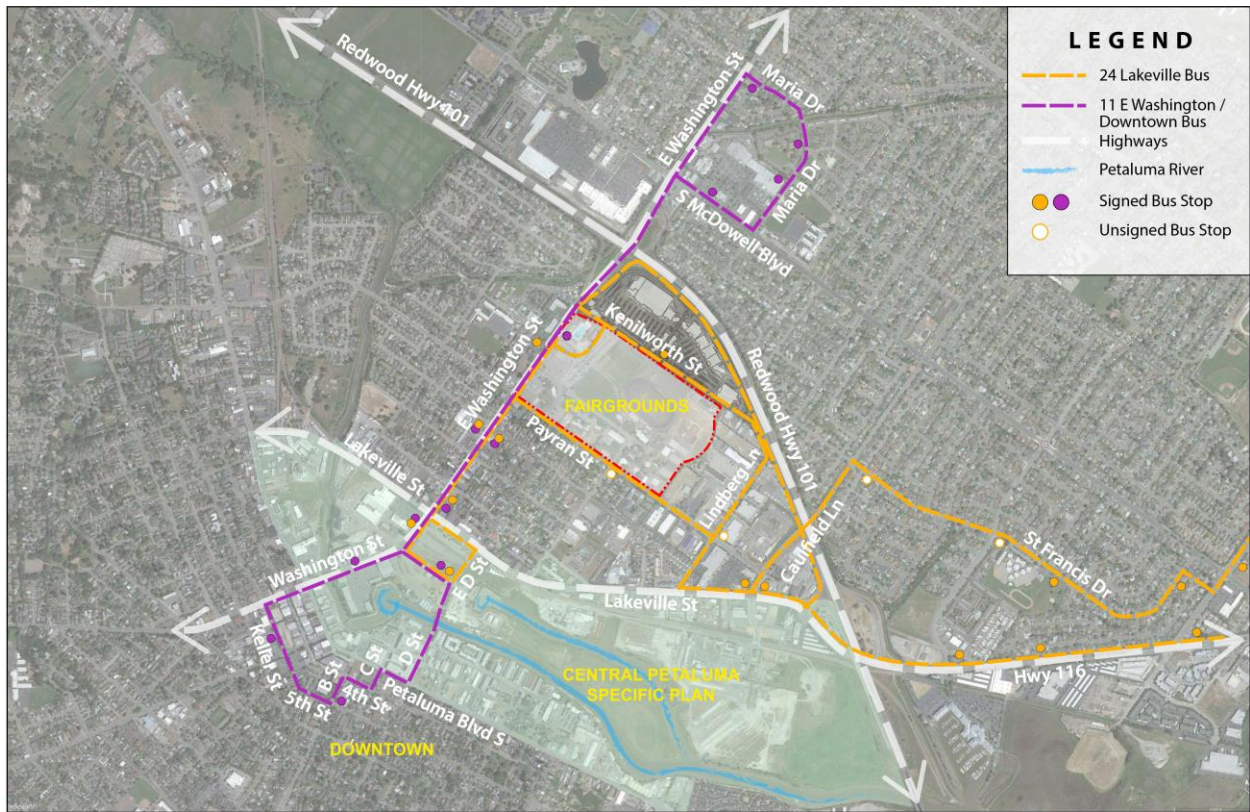 LEGEND
24 Lakeville Bus
11 E Washington /
Downtown Bus
Highways
Petaluma River
Signed Bus Stop
Unsigned Bus Stop
Redwood Hwy 101
E Washington St
Maria Dr
Maria Dr
S McDowell Blvd
Kenilworth St
E Washington St
FAIRGROUNDS
Redwood Hwy 101
Payran St
Lindberg Ln
Lakeville St
Caulfield Ln
St Francis Dr
Washington St
E D St
Lakeville St
Hwy 116
Keller St
B St
C St
D St
4th St
5th St
Petaluma Blvd S
CENTRAL PETALUMA
SPECIFIC PLAN
DOWNTOWN